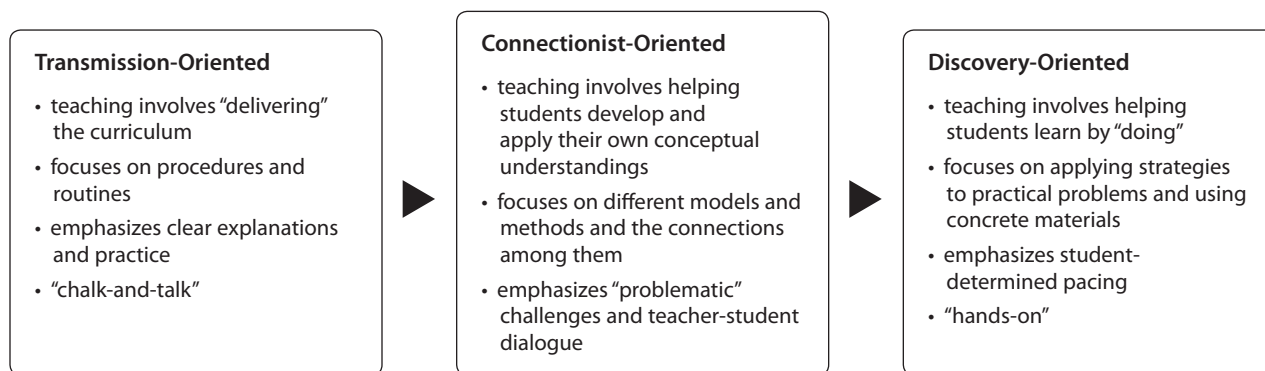 Transmission-Oriented
• teaching involves “delivering”
the curriculum
• focuses on procedures and
routines
• emphasizes clear explanations
and practice
• “chalk-and-talk”
Connectionist-Oriented
• teaching involves helping
students develop and
apply their own conceptual
understandings
• focuses on different models and
methods and the connections
among them
• emphasizes “problematic”
challenges and teacher-student
dialogue
Discovery-Oriented
• teaching involves helping
students learn by “doing”
• focuses on applying strategies
to practical problems and using
concrete materials
• emphasizes student-
determined pacing
• “hands-on”